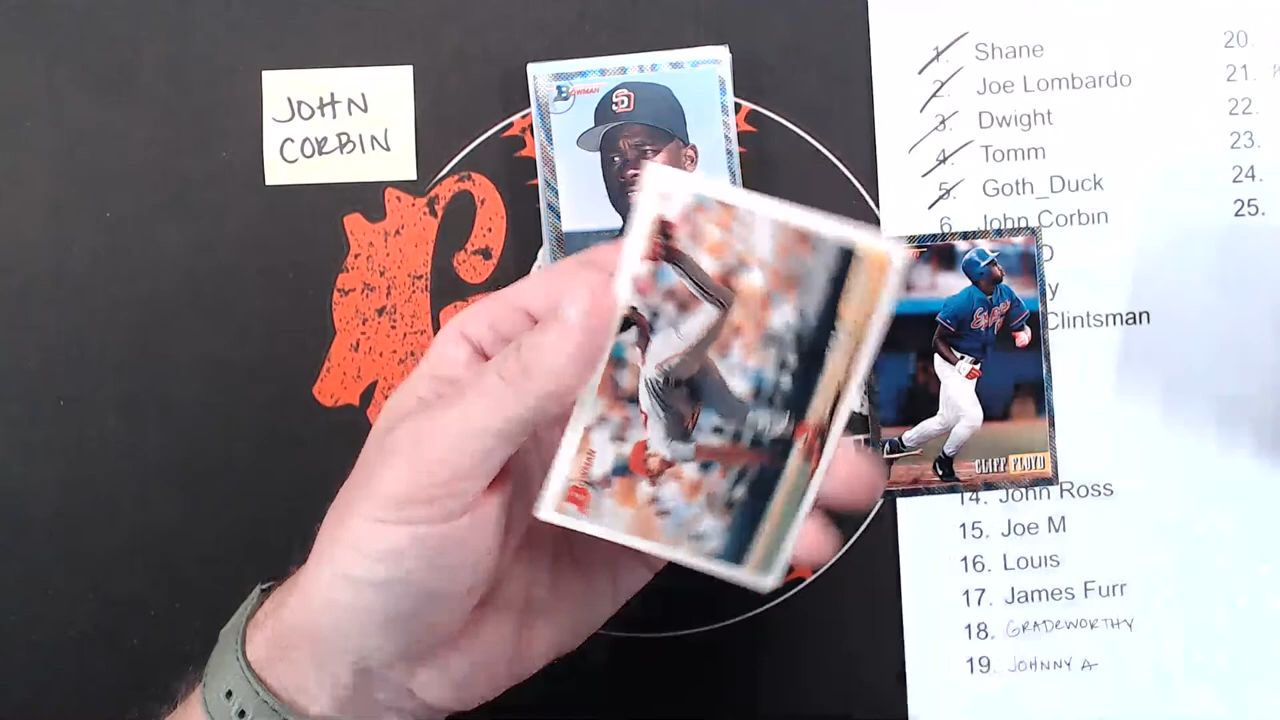 JOHN
CORBIN
BOWMAN
SD
1. Shane
2. Joe Lombardo
3. Dwight
4. Tomm
5. Goth_Duck
6 John Corbin
Clintsman
CLIFF FLOYD
14. John Ross
15. Joe M
16. Louis
17. James Furr
18. GRADEWORTHY
19. JOHNNY A
20.
21.
22.
23.
24.
25.